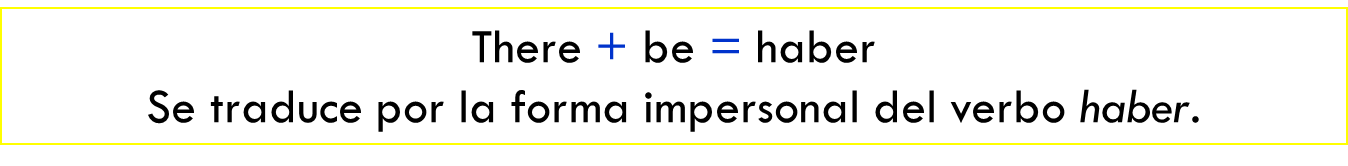 There + be = haber
Se traduce por la forma impersonal del verbo haber.